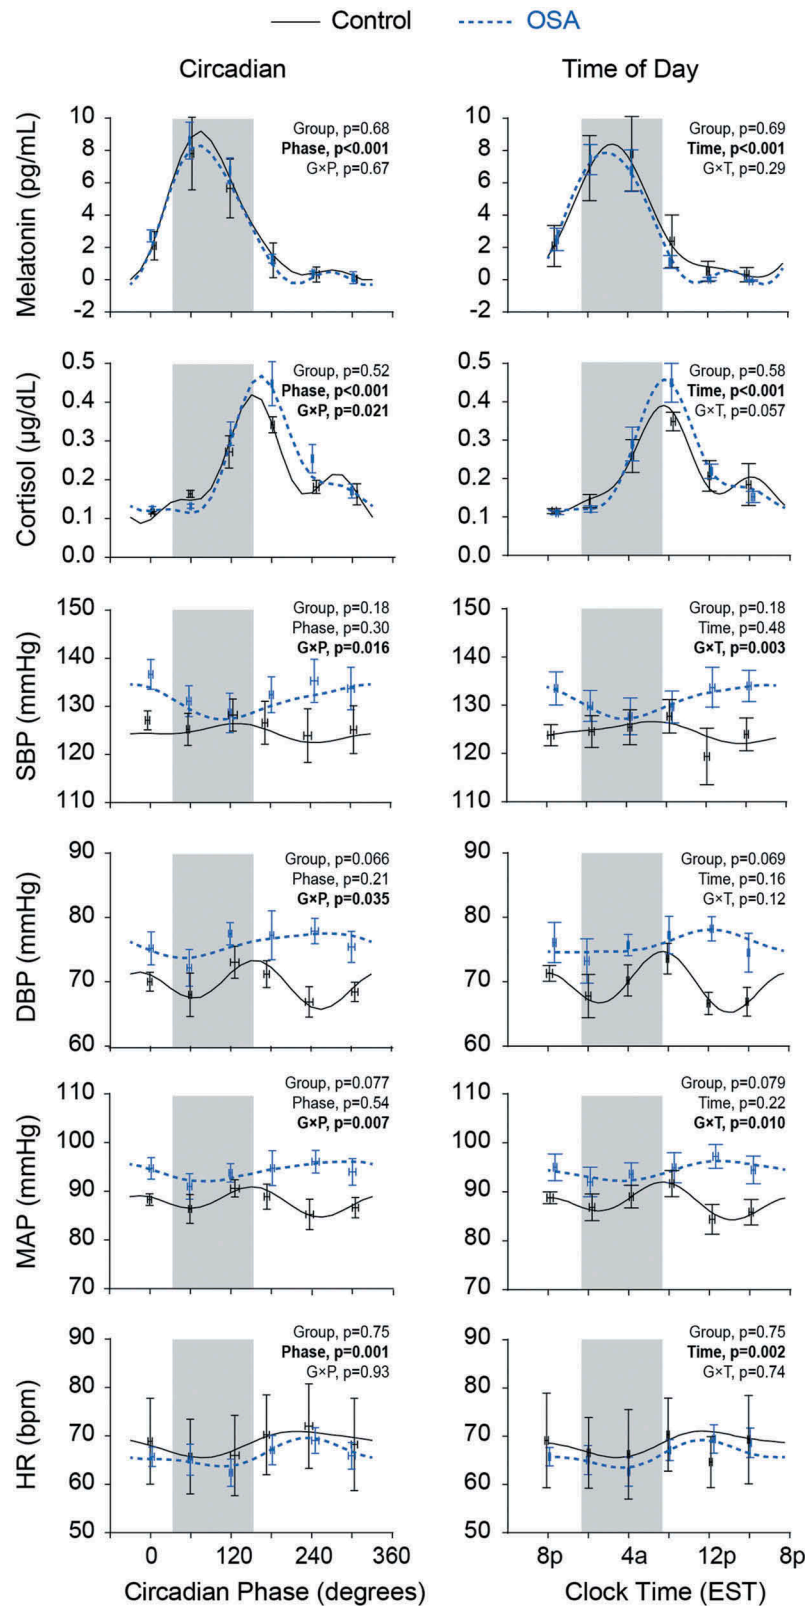 Control OSA
Circadian Time of Day
Melatonin (pg/mL)
10
8
6
4
2
0
-2
Group, p=0.68
Phase, p<0.001
G×P, p=0.67
Group, p=0.69
Time, p<0.001
G×T, p=0.29
Cortisol (µg/dL)
0.5
0.4
0.3
0.2
0.1
0.0
Group, p=0.52
Phase, p<0.001
G×P, p=0.021
Group, p=0.58
Time, p<0.001
G×T, p=0.057
SBP (mmHg)
150
140
130
120
110
Group, p=0.18
Phase, p=0.30
G×P, p=0.016
Group, p=0.18
Time, p=0.48
G×T, p=0.003
DBP (mmHg)
90
80
70
60
Group, p=0.066
Phase, p=0.21
G×P, p=0.035
Group, p=0.069
Time, p=0.16
G×T, p=0.12
MAP (mmHg)
110
100
90
80
70
Group, p=0.077
Phase, p=0.54
G×P, p=0.007
Group, p=0.079
Time, p=0.22
G×T, p=0.010
HR (bpm)
90
80
70
60
50
Group, p=0.75
Phase, p=0.001
G×P, p=0.93
Group, p=0.75
Time, p=0.002
G×T, p=0.74
0 120 240 360
8p 4a 12p 8p
Circadian Phase (degrees) Clock Time (EST)